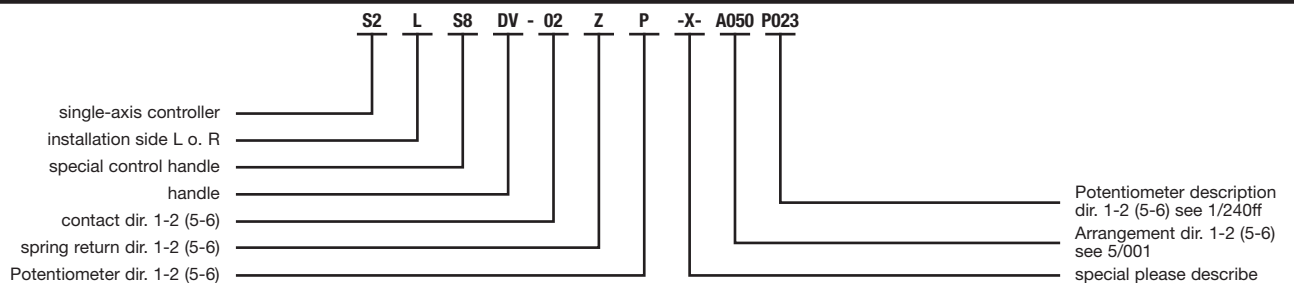 S2 L S8 DV - 02 Z P -X- A050 P023
single-axis controller
installation side L o. R
special control handle
handle
contact dir. 1-2 (5-6)
spring return dir. 1-2 (5-6)
Potentiometer dir. 1-2 (5-6)
Potentiometer description
dir. 1-2 (5-6) see 1/240ff
Arrangement dir. 1-2 (5-6)
see 5/001
special please describe